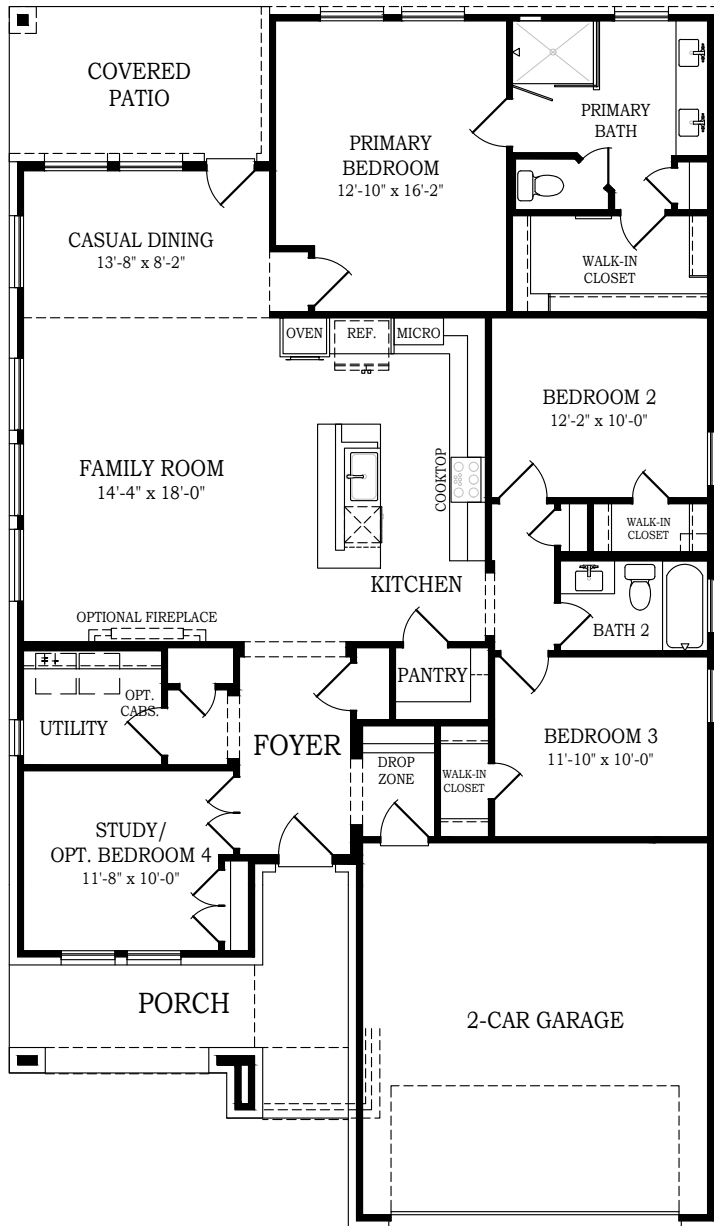 COVERED
PATIO
PRIMARY
BEDROOM
12'-10" x 16'-2"
PRIMARY
BATH
CASUAL DINING
13'-8" x 8'-2"
WALK-IN
CLOSET
OVEN
REF.
MICRO
BEDROOM 2
12'-2" x 10'-0"
FAMILY ROOM
14'-4" x 18'-0"
COOKTOP
WALK-IN
CLOSET
KITCHEN
OPTIONAL FIREPLACE
BATH 2
PANTRY
OPT.
CABS.
UTILITY
FOYER
BEDROOM 3
11'-10" x 10'-0"
DROP
ZONE
WALK-IN
CLOSET
STUDY/
OPT. BEDROOM 4
11'-8" x 10'-0"
PORCH
2-CAR GARAGE